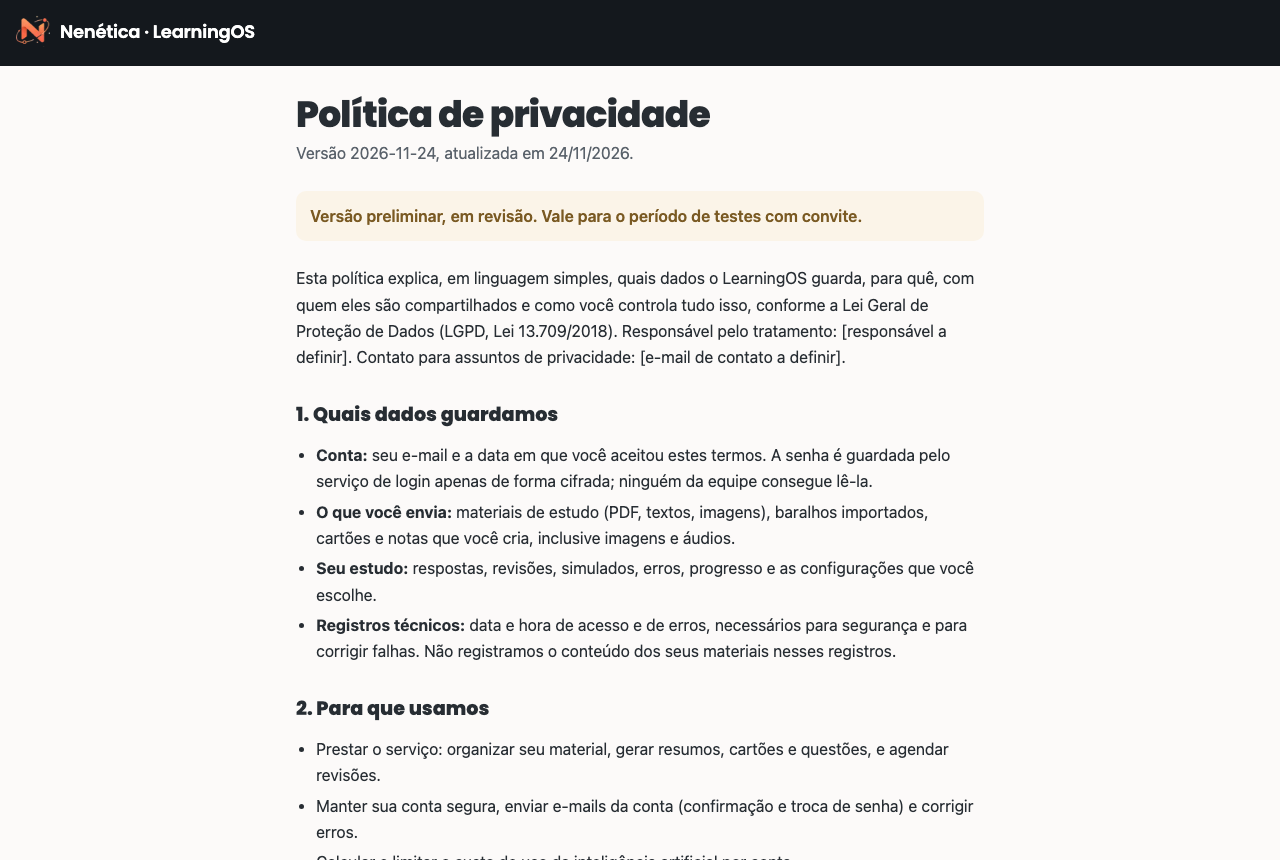 Nenética · LearningOS
Política de privacidade
Versão 2026-11-24, atualizada em 24/11/2026.
Versão preliminar, em revisão. Vale para o período de testes com convite.
Esta política explica, em linguagem simples, quais dados o LearningOS guarda, para quê, com
quem eles são compartilhados e como você controla tudo isso, conforme a Lei Geral de
Proteção de Dados (LGPD, Lei 13.709/2018). Responsável pelo tratamento: [responsável a
definir]. Contato para assuntos de privacidade: [e-mail de contato a definir].
1. Quais dados guardamos
• Conta: seu e-mail e a data em que você aceitou estes termos. A senha é guardada pelo
serviço de login apenas de forma cifrada; ninguém da equipe consegue lê-la.
• O que você envia: materiais de estudo (PDF, textos, imagens), baralhos importados,
cartões e notas que você cria, inclusive imagens e áudios.
• Seu estudo: respostas, revisões, simulados, erros, progresso e as configurações que você
escolhe.
• Registros técnicos: data e hora de acesso e de erros, necessários para segurança e para
corrigir falhas. Não registramos o conteúdo dos seus materiais nesses registros.
2. Para que usamos
• Prestar o serviço: organizar seu material, gerar resumos, cartões e questões, e agendar
revisões.
• Manter sua conta segura, enviar e-mails da conta (confirmação e troca de senha) e corrigir
erros.